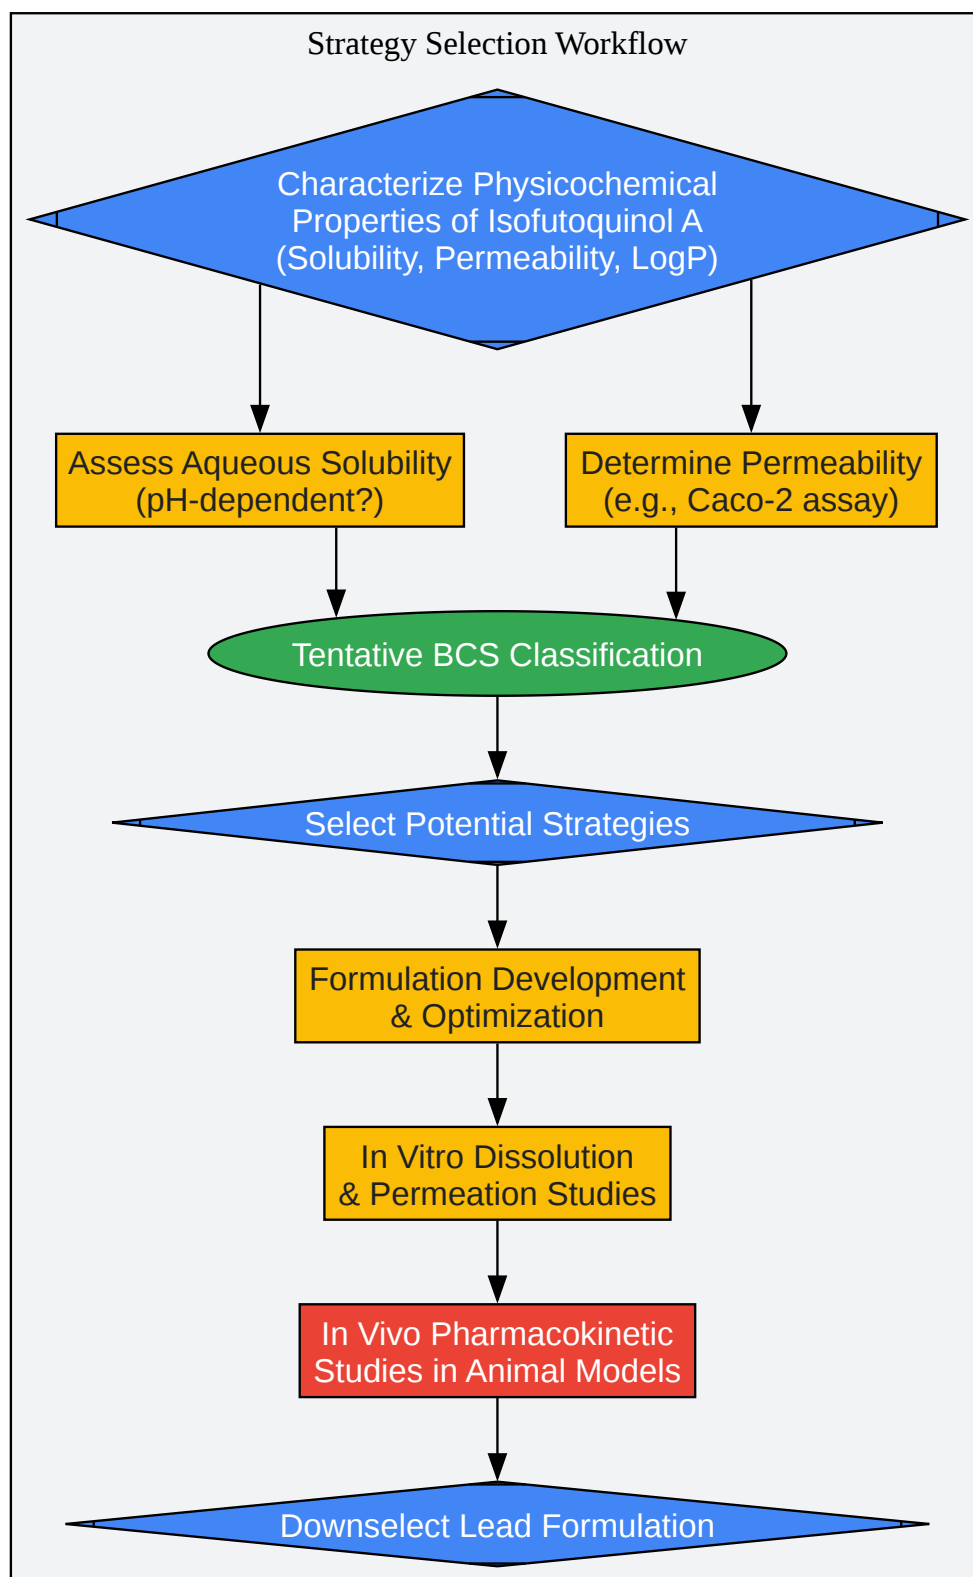 Strategy Selection Workflow
Characterize Physicochemical
Properties of Isofutoquinol A
(Solubility, Permeability, LogP)
Assess Aqueous Solubility
(pH-dependent?)
Determine Permeability
(e.g., Caco-2 assay)
Tentative BCS Classification
Select Potential Strategies
Formulation Development
& Optimization
In Vitro Dissolution
& Permeation Studies
In Vivo Pharmacokinetic
Studies in Animal Models
Downselect Lead Formulation